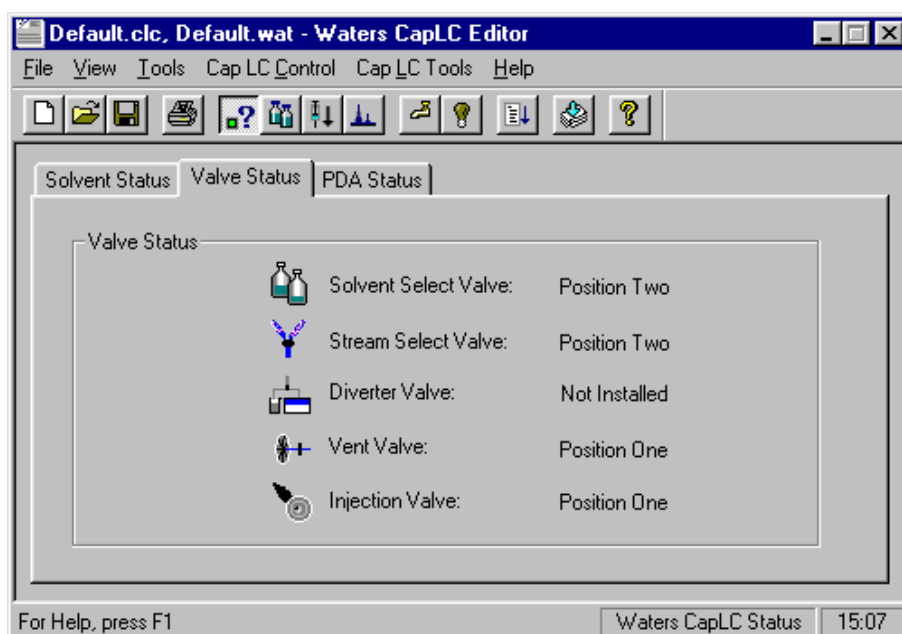 Default.clc, Default.wat - Waters CapLC Editor
File View Tools Cap LC Control Cap LC Tools Help
Solvent Status Valve Status PDA Status
Valve Status
Solvent Select Valve: Position Two
Stream Select Valve: Position Two
Diverter Valve: Not Installed
Vent Valve: Position One
Injection Valve: Position One
For Help, press F1 Waters CapLC Status 15:07